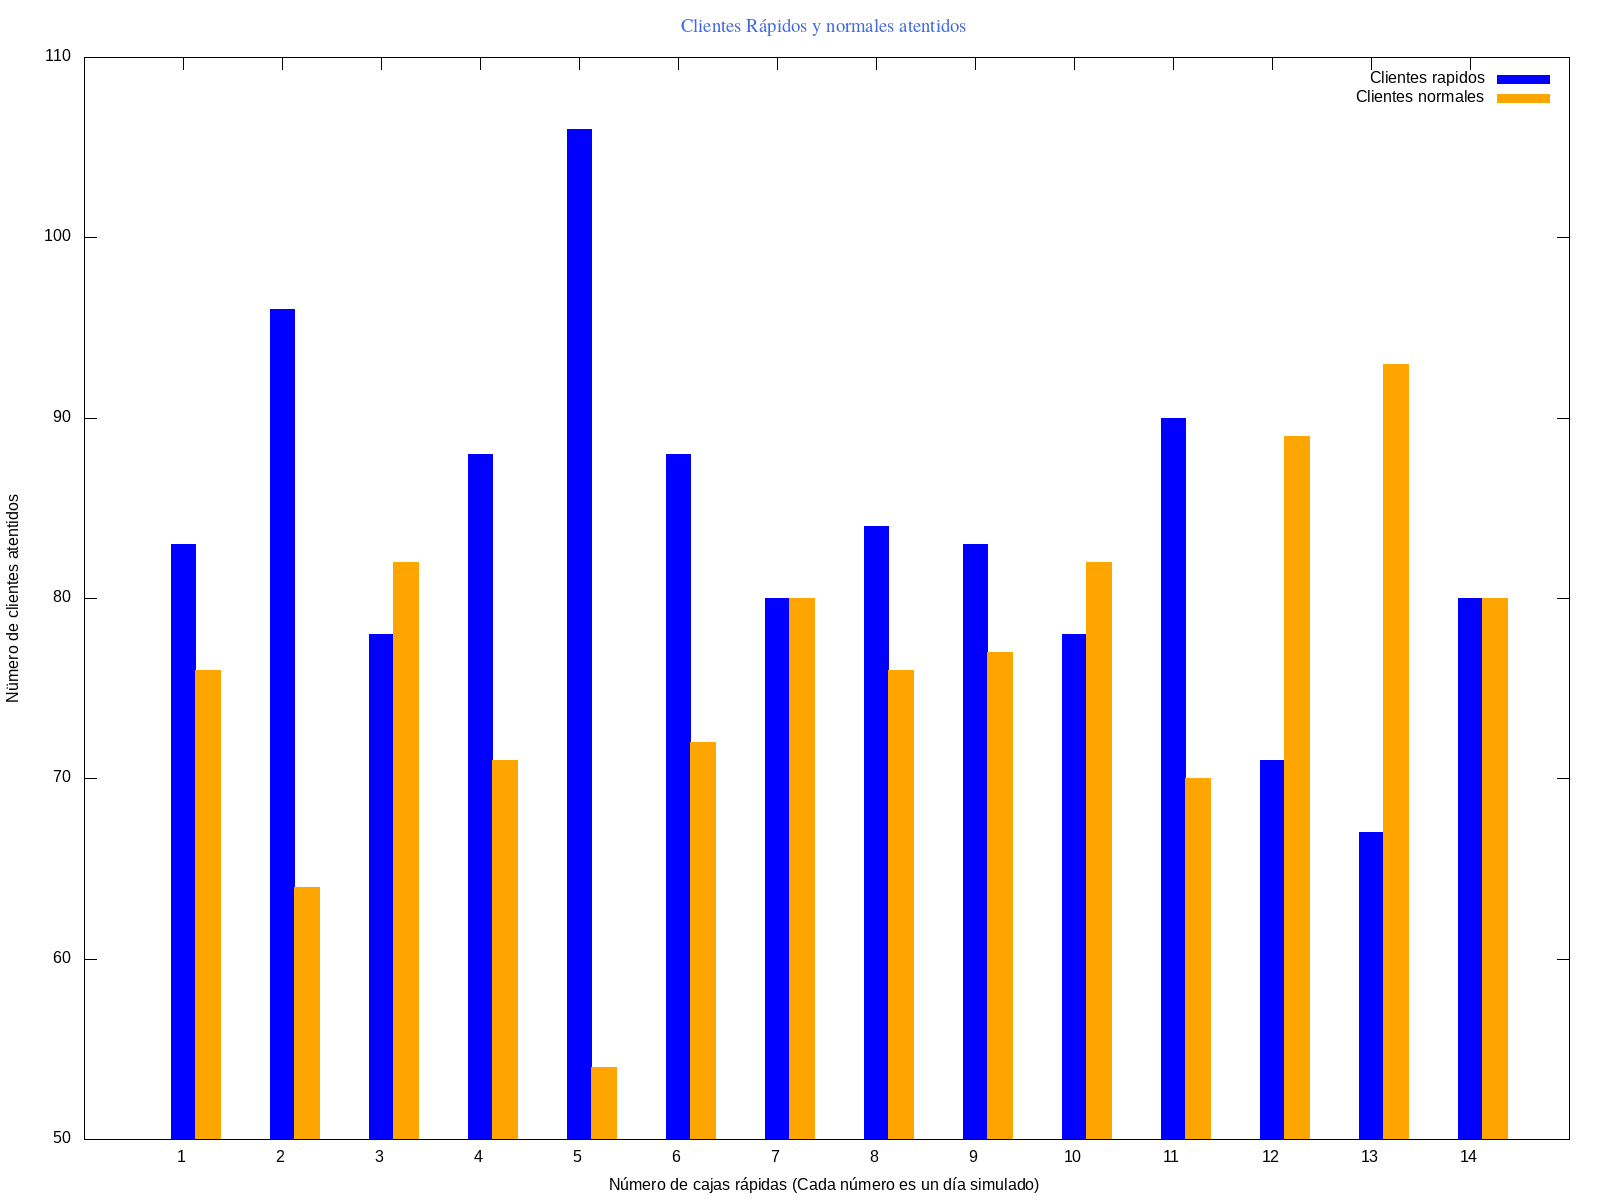 Clientes Rápidos y normales atentidos
110
Clientes rapidos
Clientes normales
100
90
80
70
60
50
Número de clientes atentidos
1 2 3 4 5 6 7 8 9 10 11 12 13 14
Número de cajas rápidas (Cada número es un día simulado)